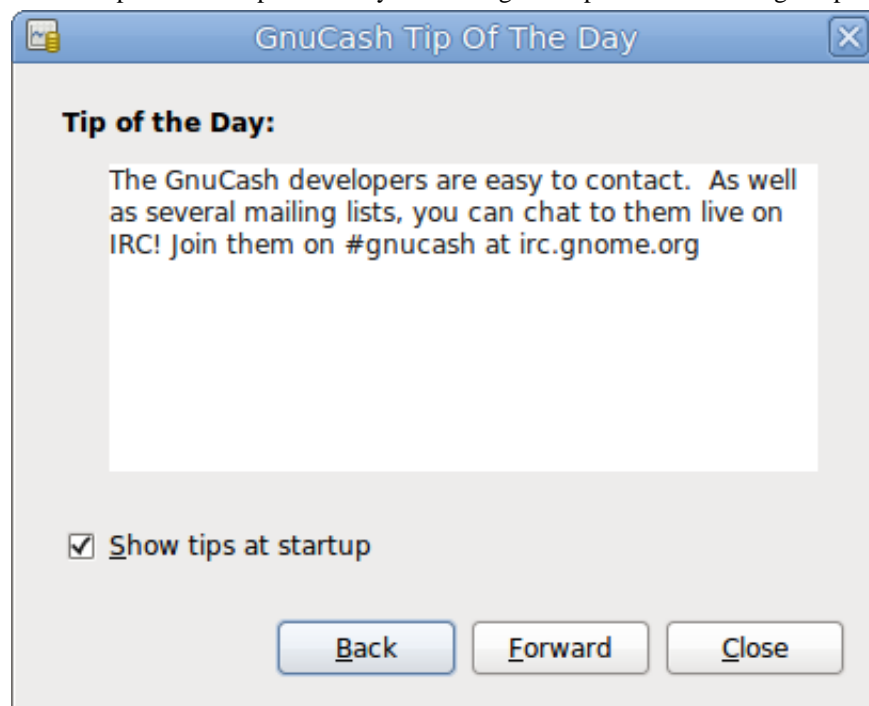 GnuCash Tip Of The Day
Tip of the Day:
The GnuCash developers are easy to contact.  As well
as several mailing lists, you can chat to them live on
IRC! Join them on #gnucash at irc.gnome.org
Show tips at startup
Back
Forward
Close